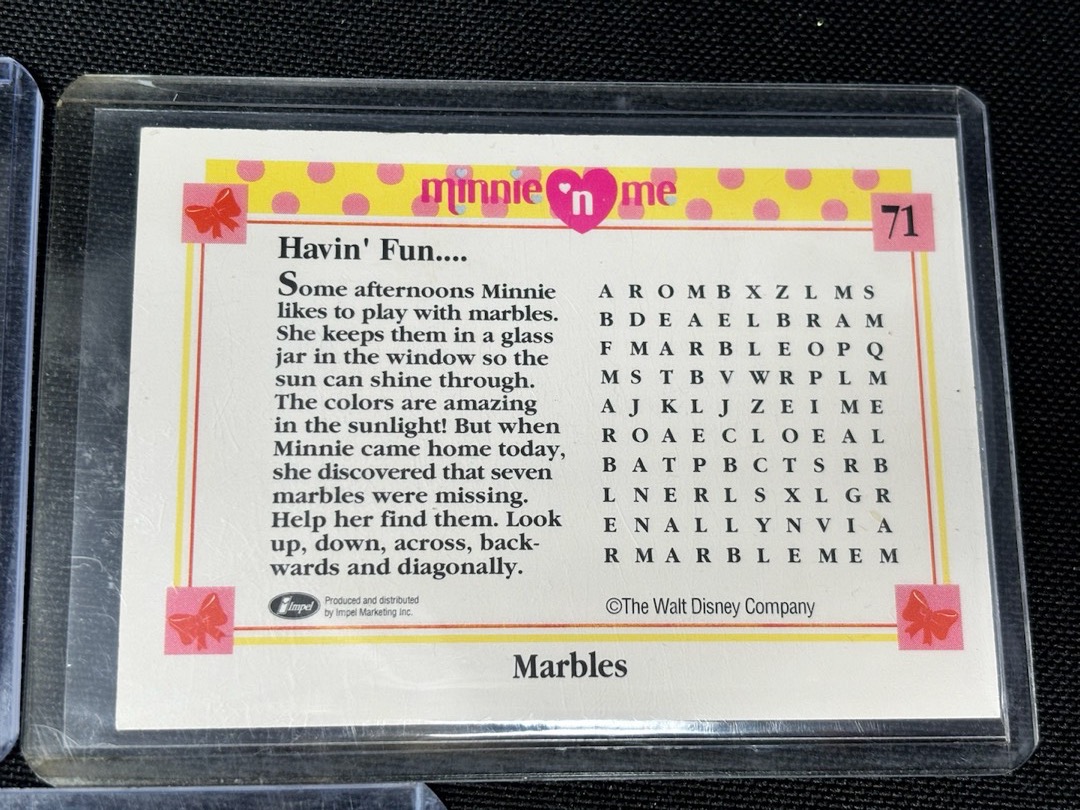 minnie 'n me
71
Havin' Fun....
Some afternoons Minnie
likes to play with marbles.
She keeps them in a glass
jar in the window so the
sun can shine through.
The colors are amazing
in the sunlight! But when
Minnie came home today,
she discovered that seven
marbles were missing.
Help her find them. Look
up, down, across, back-
wards and diagonally.
A R O M B X Z L M S
B D E A E L B R A M
F M A R B L E O P Q
M S T B V W R P L M
A J K L J Z E I M E
R O A E C L O E A L
B A T P B C T S R B
L N E R L S X L G R
E N A L L Y N V I A
R M A R B L E M E M
Impel
Produced and distributed
by Impel Marketing Inc.
©The Walt Disney Company
Marbles